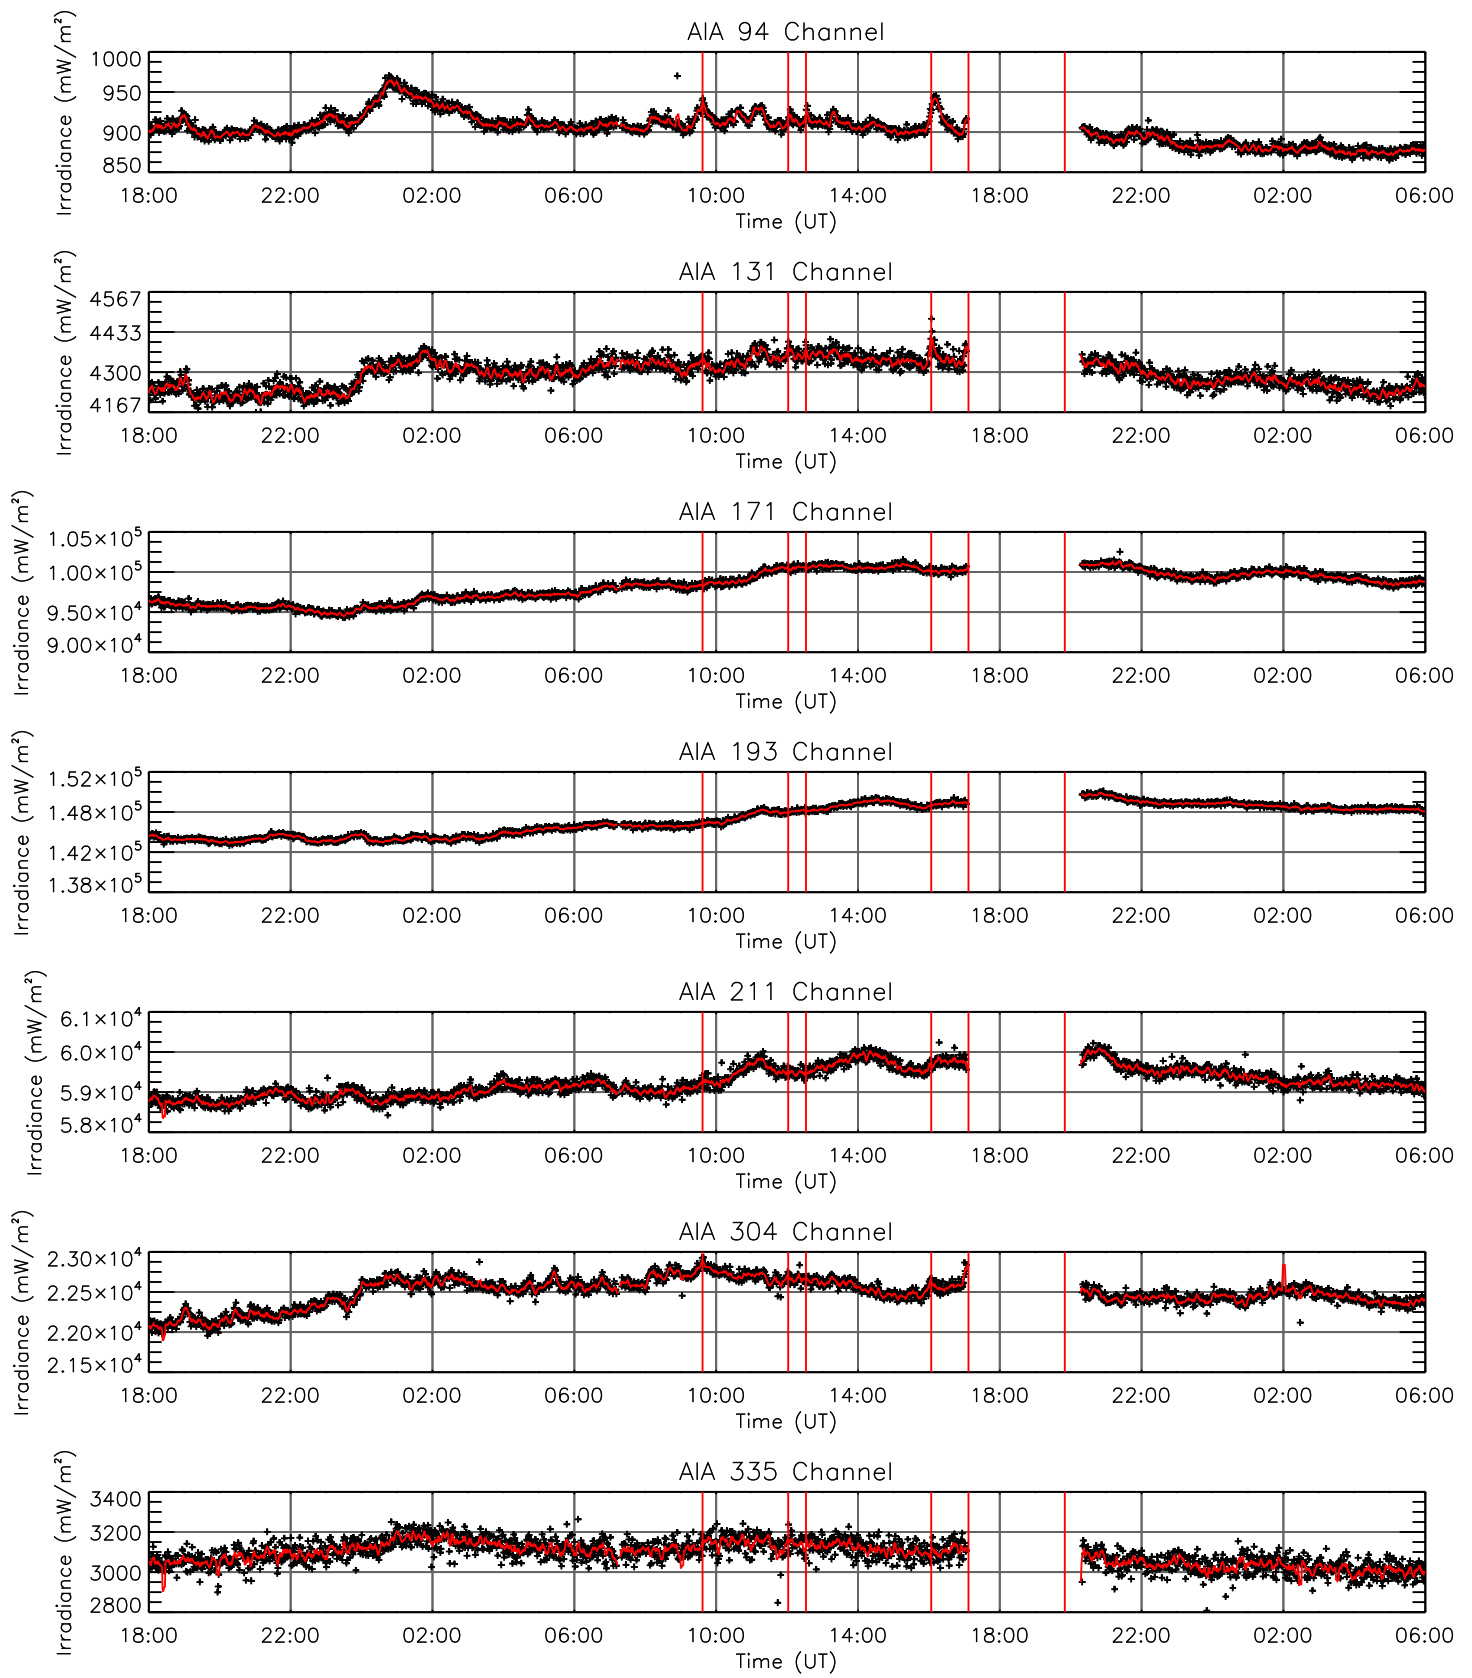 AIA 94 Channel
Irradiance (mW/m²)
1000
950
900
850
18:00 22:00 02:00 06:00 10:00 14:00 18:00 22:00 02:00 06:00
Time (UT)
AIA 131 Channel
Irradiance (mW/m²)
4567
4433
4300
4167
18:00 22:00 02:00 06:00 10:00 14:00 18:00 22:00 02:00 06:00
Time (UT)
AIA 171 Channel
Irradiance (mW/m²)
1.05×10⁵
1.00×10⁵
9.50×10⁴
9.00×10⁴
18:00 22:00 02:00 06:00 10:00 14:00 18:00 22:00 02:00 06:00
Time (UT)
AIA 193 Channel
Irradiance (mW/m²)
1.52×10⁵
1.48×10⁵
1.42×10⁵
1.38×10⁵
18:00 22:00 02:00 06:00 10:00 14:00 18:00 22:00 02:00 06:00
Time (UT)
AIA 211 Channel
Irradiance (mW/m²)
6.1×10⁴
6.0×10⁴
5.9×10⁴
5.8×10⁴
18:00 22:00 02:00 06:00 10:00 14:00 18:00 22:00 02:00 06:00
Time (UT)
AIA 304 Channel
Irradiance (mW/m²)
2.30×10⁴
2.25×10⁴
2.20×10⁴
2.15×10⁴
18:00 22:00 02:00 06:00 10:00 14:00 18:00 22:00 02:00 06:00
Time (UT)
AIA 335 Channel
Irradiance (mW/m²)
3400
3200
3000
2800
18:00 22:00 02:00 06:00 10:00 14:00 18:00 22:00 02:00 06:00
Time (UT)